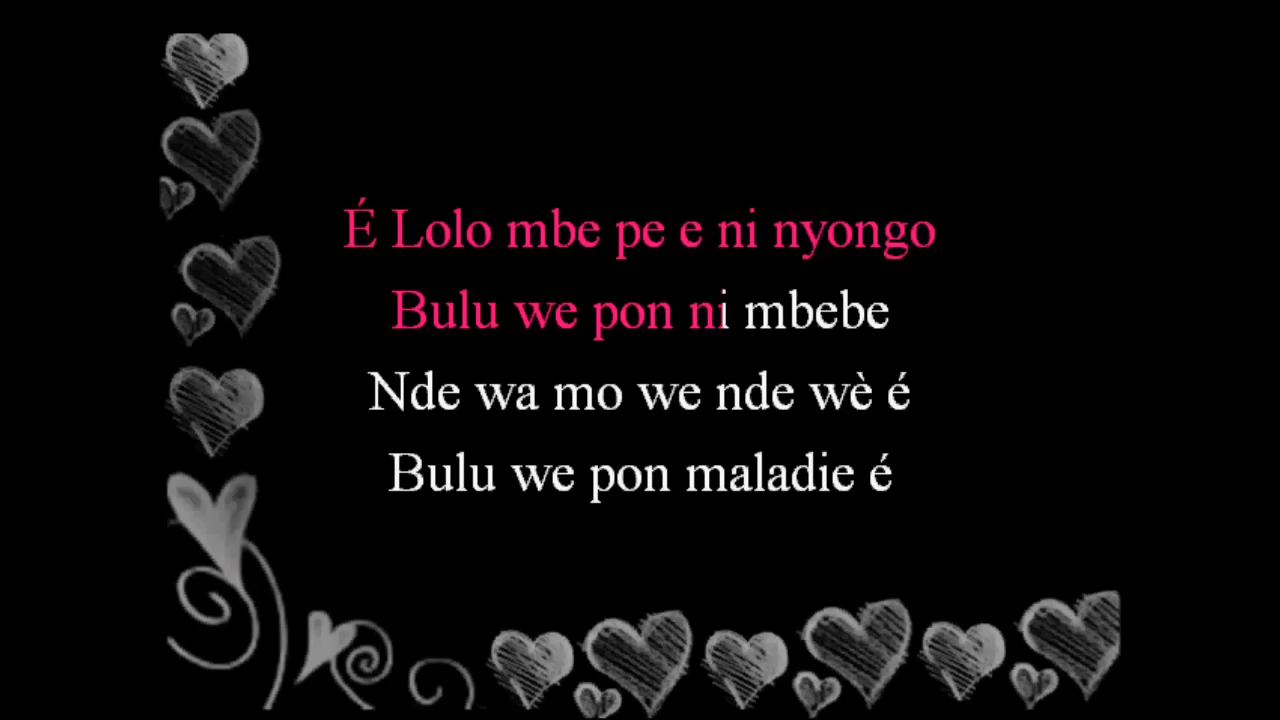 É Lolo mbe pe e ni nyongo
Bulu we pon ni mbebe
Nde wa mo we nde wè é
Bulu we pon maladie é